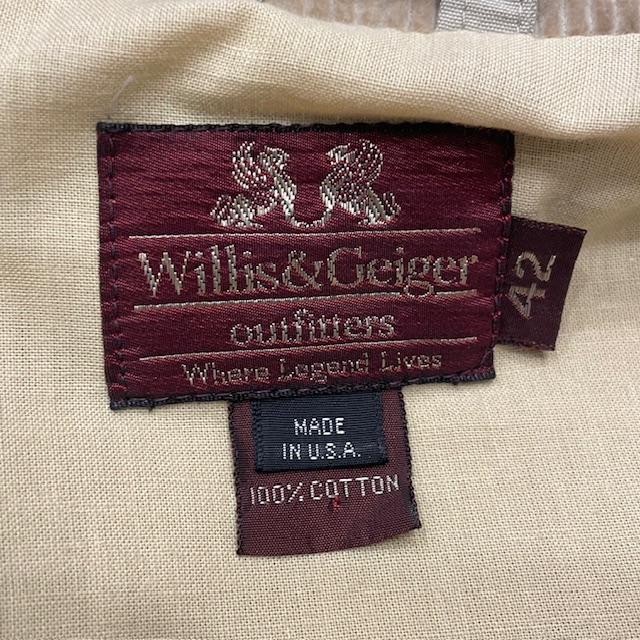 Willis&Geiger
outfitters
Where Legend Lives
42
MADE
IN U.S.A.
100% COTTON